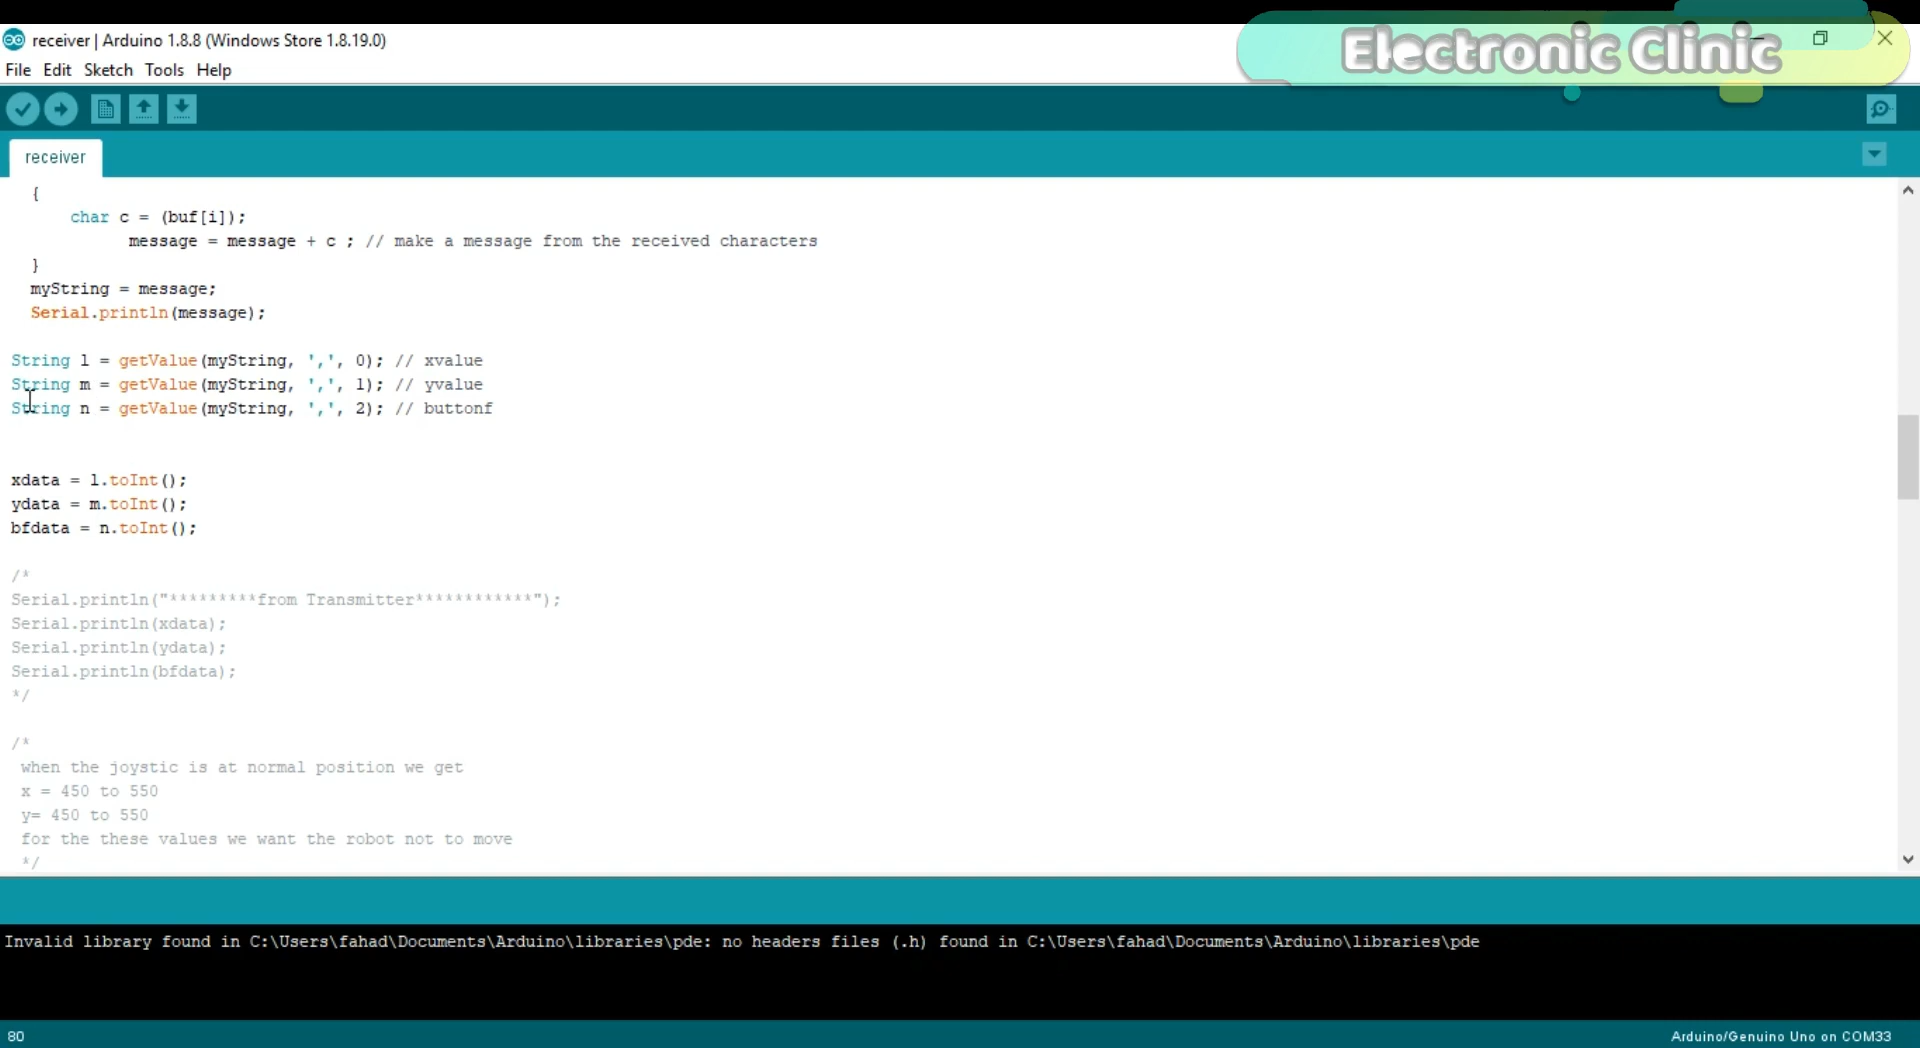 receiver | Arduino 1.8.8 (Windows Store 1.8.19.0)
Electronic Clinic
File Edit Sketch Tools Help
receiver
{
char c = (buf[i]);
message = message + c ; // make a message from the received characters
}
myString = message;
Serial.println(message);
String l = getValue(myString, ',', 0); // xvalue
String m = getValue(myString, ',', 1); // yvalue
String n = getValue(myString, ',', 2); // buttonf
xdata = l.toInt();
ydata = m.toInt();
bfdata = n.toInt();
/*
Serial.println("*********from Transmitter************");
Serial.println(xdata);
Serial.println(ydata);
Serial.println(bfdata);
*/
/*
when the joystic is at normal position we get
x = 450 to 550
y= 450 to 550
for the these values we want the robot not to move
*/
Invalid library found in C:\Users\fahad\Documents\Arduino\libraries\pde: no headers files (.h) found in C:\Users\fahad\Documents\Arduino\libraries\pde
80
Arduino/Genuino Uno on COM33